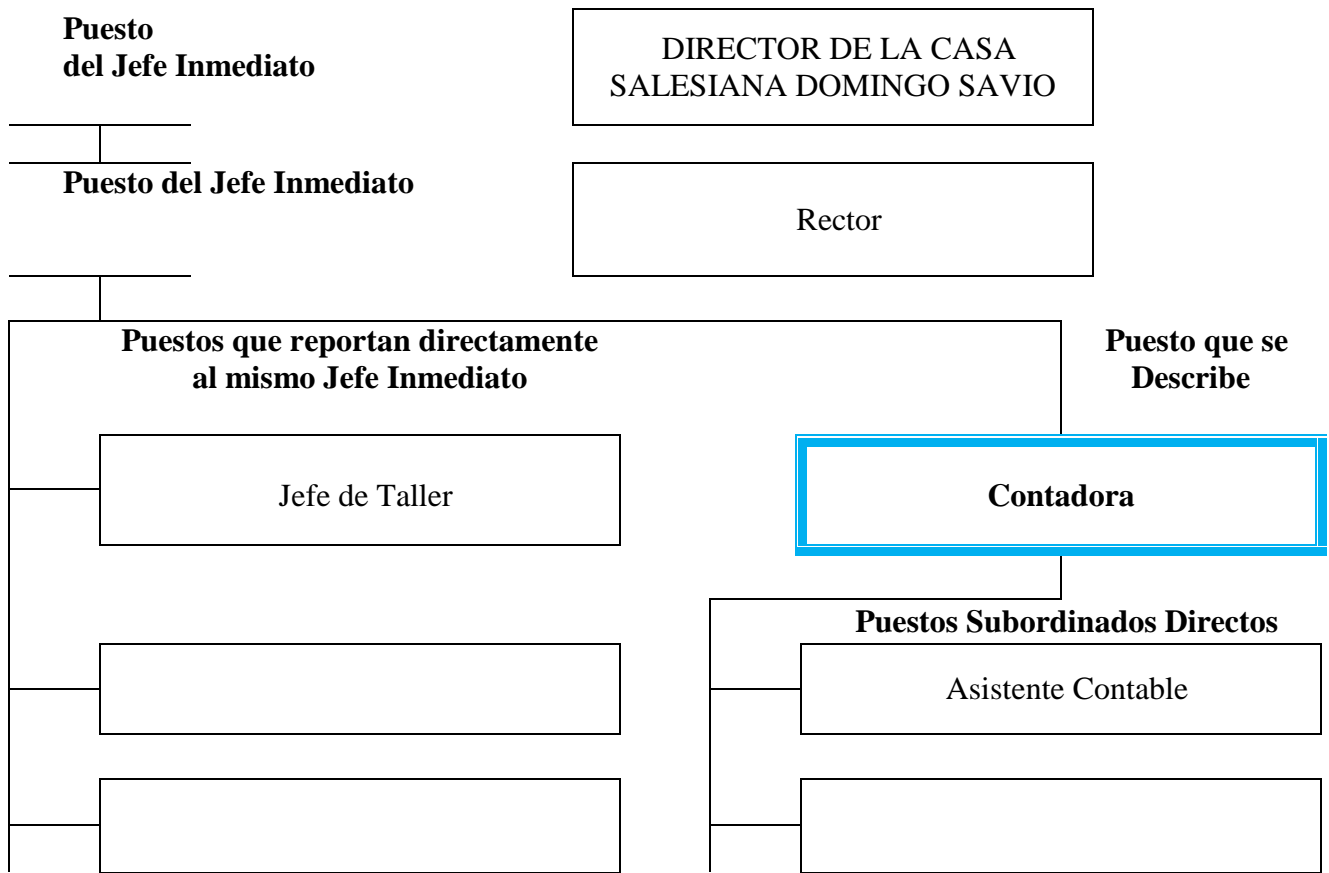 Puesto
del Jefe Inmediato
DIRECTOR DE LA CASA
SALESIANA DOMINGO SAVIO
Puesto del Jefe Inmediato
Rector
Puestos que reportan directamente
al mismo Jefe Inmediato
Puesto que se
Describe
Jefe de Taller
Contadora
Puestos Subordinados Directos
Asistente Contable